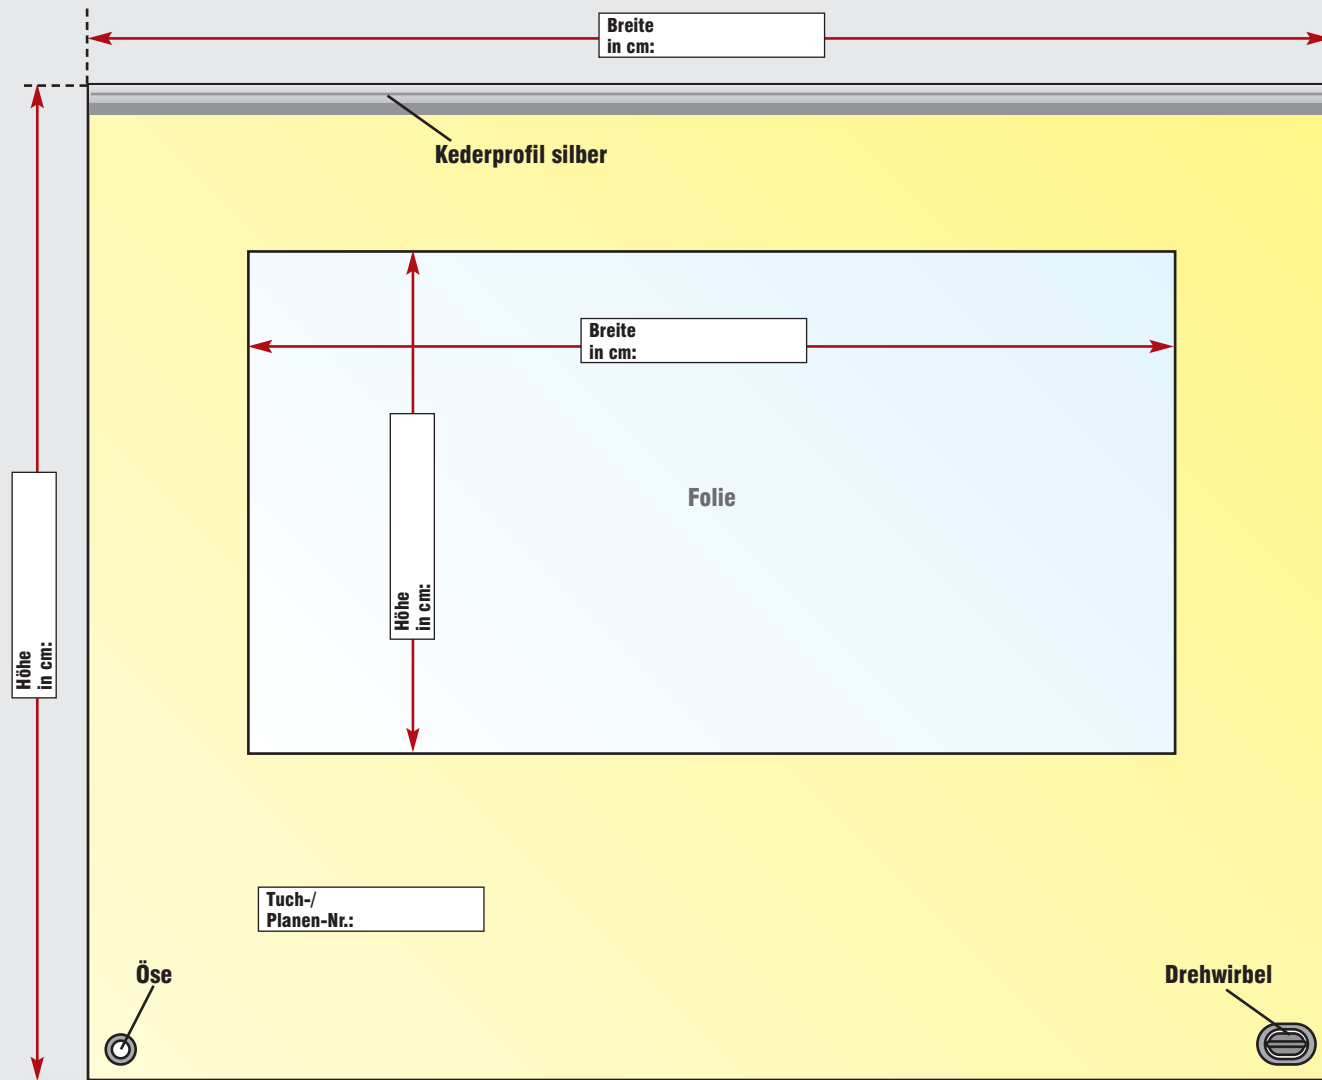 Breite
in cm:
Kederprofil silber
Breite
in cm:
Folie
Höhe
in cm:
Höhe
in cm:
Tuch-/
Planen-Nr.:
Öse
Drehwirbel